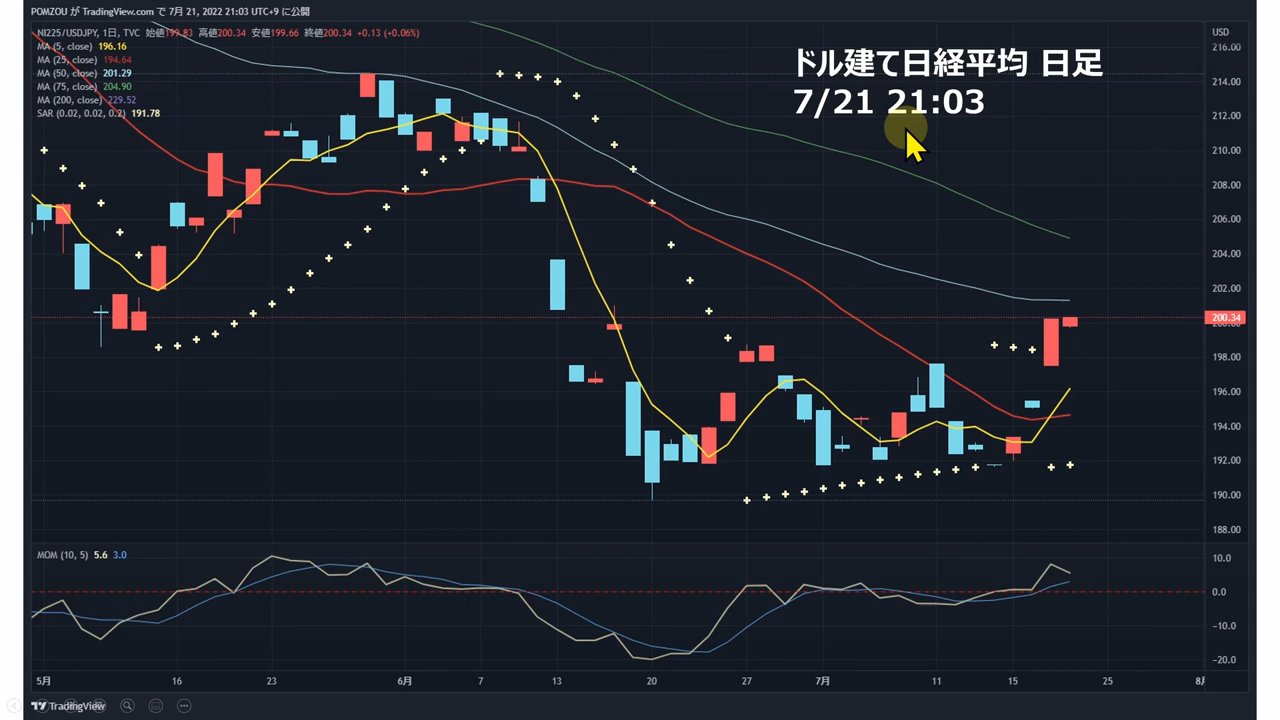 POMZOU が TradingView.com で 7月 21, 2022 21:03 UTC+9 に公開
NI225/USDJPY, 1日, TVC 始値199.83 高値200.34 安値199.66 終値200.34 +0.13 (+0.06%)
USD
MA (5, close) 196.16
MA (25, close) 194.64
MA (50, close) 201.29
MA (75, close) 204.90
MA (200, close) 229.52
SAR (0.02, 0.02, 0.2) 191.78
ドル建て日経平均 日足
7/21 21:03
216.00
214.00
212.00
210.00
208.00
206.00
204.00
202.00
200.34
200.00
198.00
196.00
194.00
192.00
190.00
188.00
MOM (10, 5) 5.6 3.0
10.0
0.0
−10.0
−20.0
5月 16 23 6月 7 13 20 27 7月 11 15 25 8月
TradingView